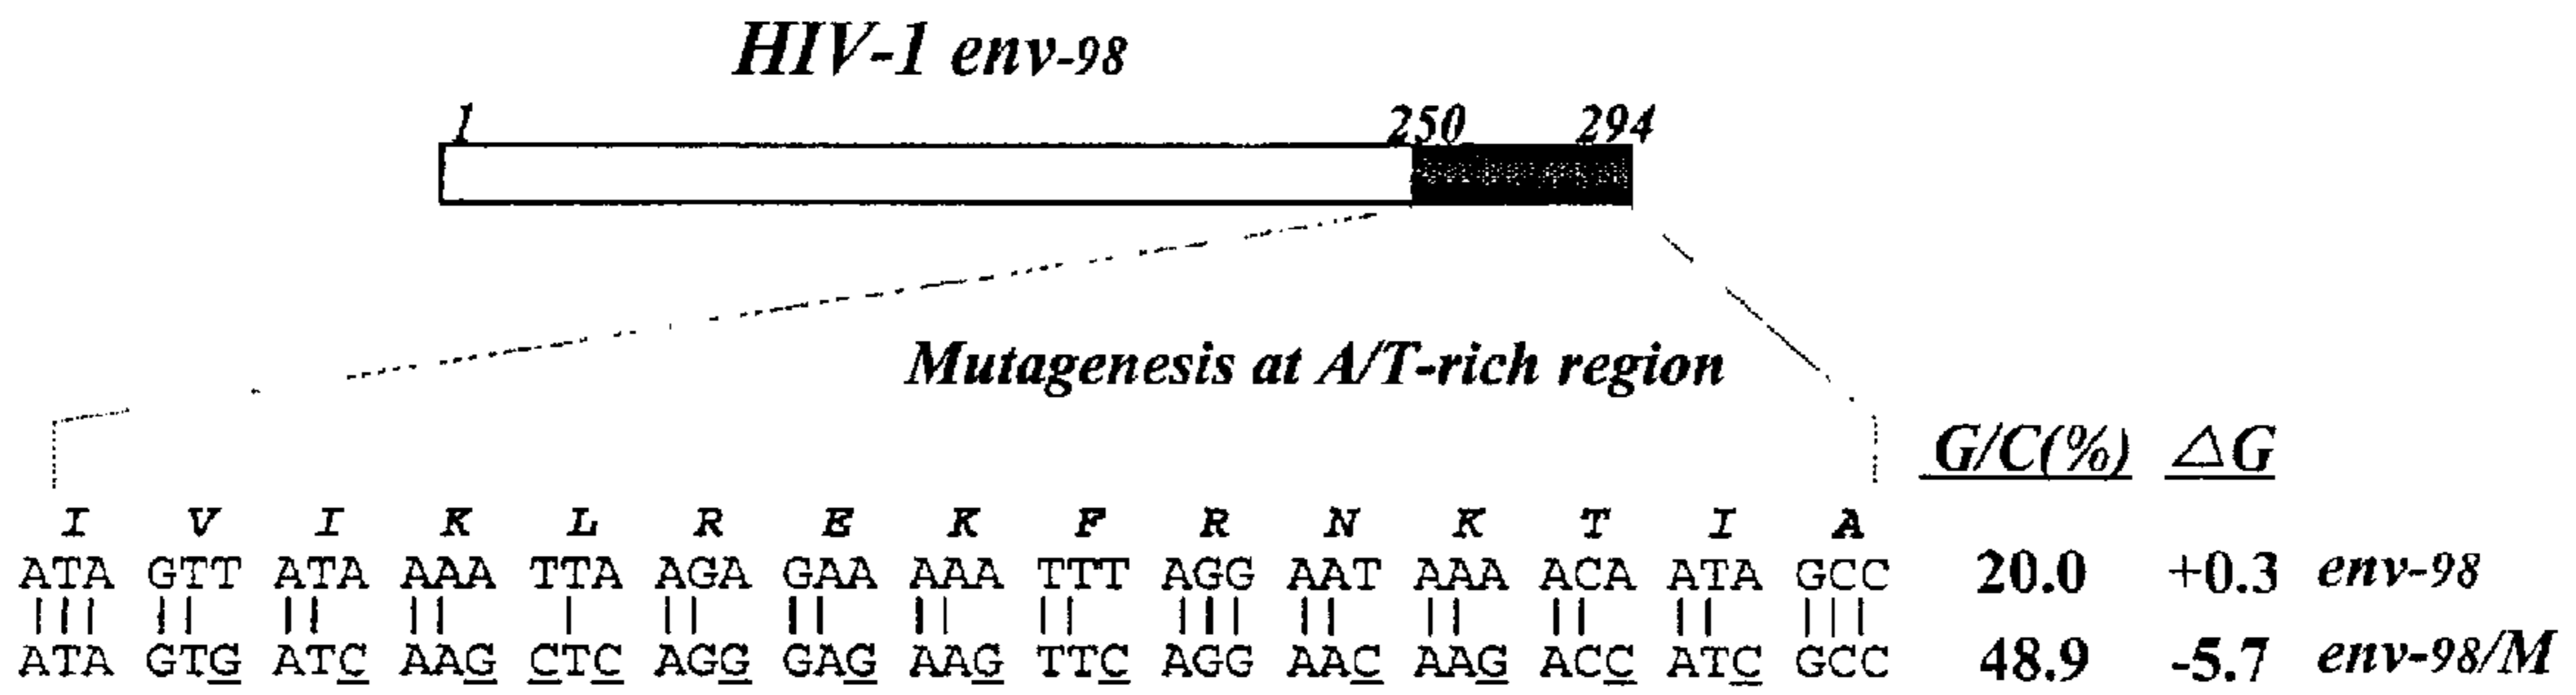 HIV-1 env-98
1 250 294
Mutagenesis at A/T-rich region
G/C(%) △G
I V I K L R E K F R N K T I A
ATA GTT ATA AAA TTA AGA GAA AAA TTT AGG AAT AAA ACA ATA GCC 20.0 +0.3 env-98
ATA GTG ATC AAG CTC AGG GAG AAG TTC AGG AAC AAG ACC ATC GCC 48.9 -5.7 env-98/M